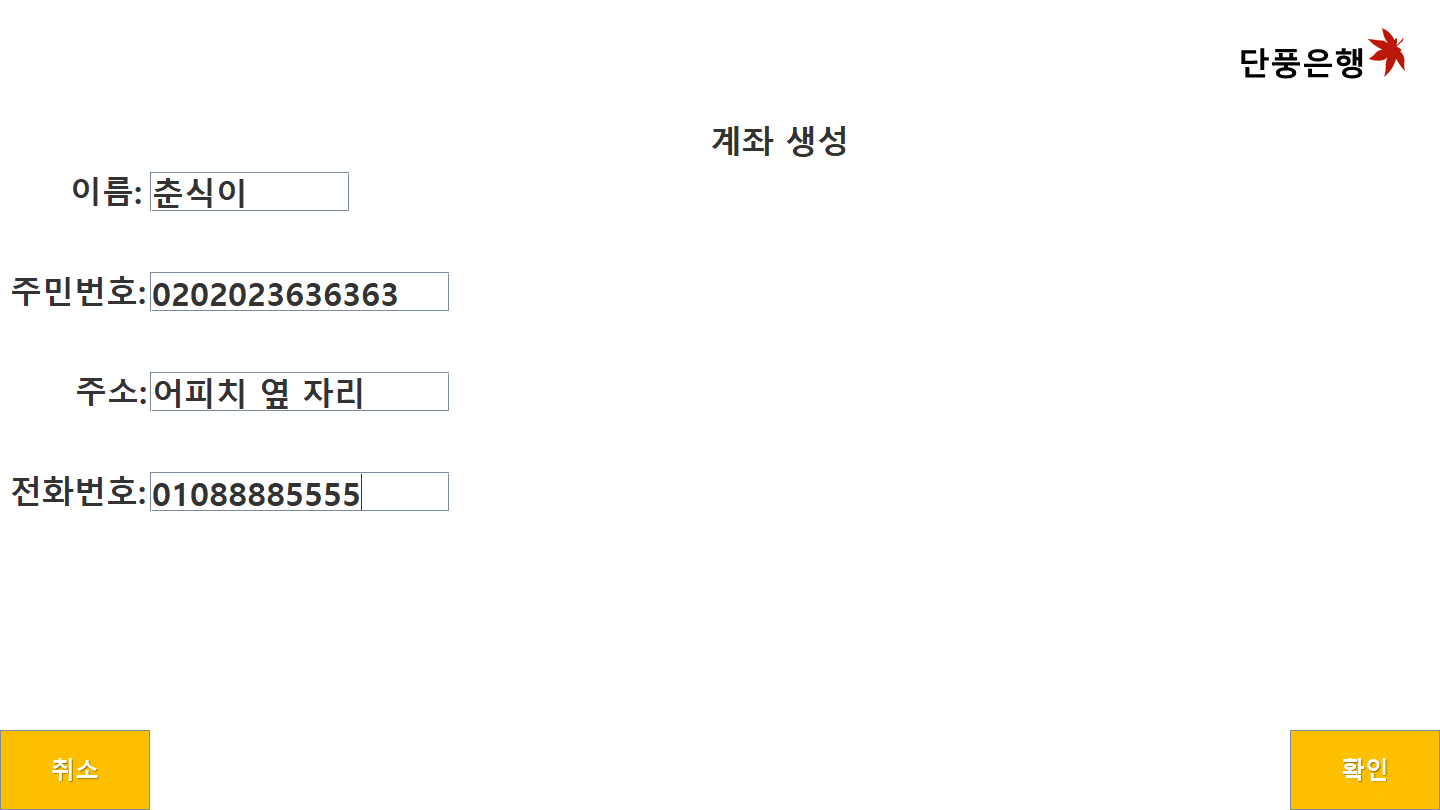 단풍은행
계좌 생성
이름: 춘식이
주민번호: 0202023636363
주소: 어피치 옆 자리
전화번호: 01088885555
취소
확인